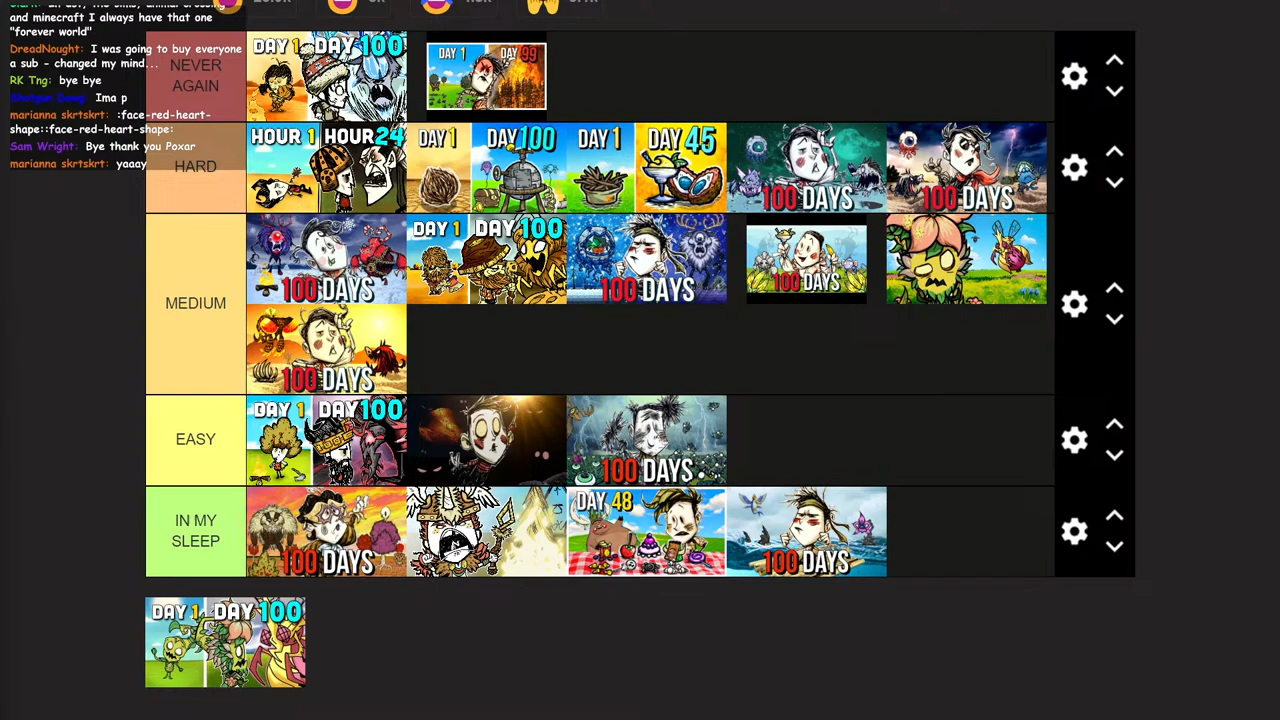 and minecraft I always have that one
"forever world"
DreadNought: I was going to buy everyone
a sub - changed my mind...
RK Tng: bye bye
Shotgun Dawg: Ima p
marianna skrtskrt: :face-red-heart-
shape::face-red-heart-shape:
Sam Wright: Bye thank you Poxar
marianna skrtskrt: yaaay
NEVER
AGAIN
DAY 1 DAY 100
DAY 1 DAY 99
HARD
HOUR 1 HOUR 24
DAY 1 DAY 100
DAY 1 DAY 45
100 DAYS
100 DAYS
MEDIUM
100 DAYS
DAY 1 DAY 100
100 DAYS
100 DAYS
100 DAYS
EASY
DAY 1 DAY 100
100 DAYS
IN MY
SLEEP
100 DAYS
DAY 48
100 DAYS
DAY 1 DAY 100